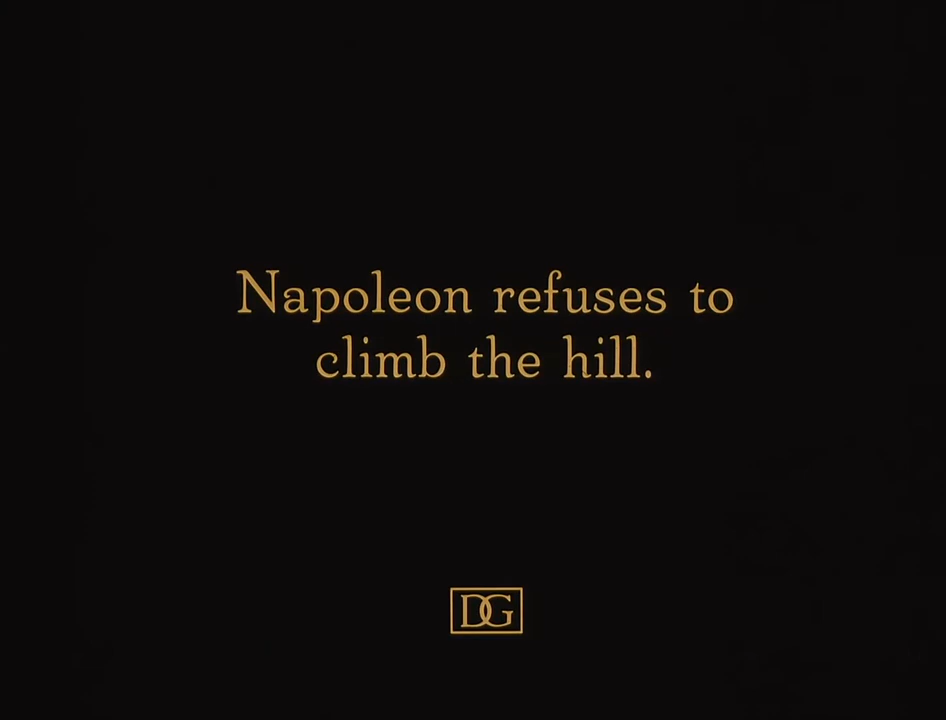 Napoleon refuses to
climb the hill.
DG